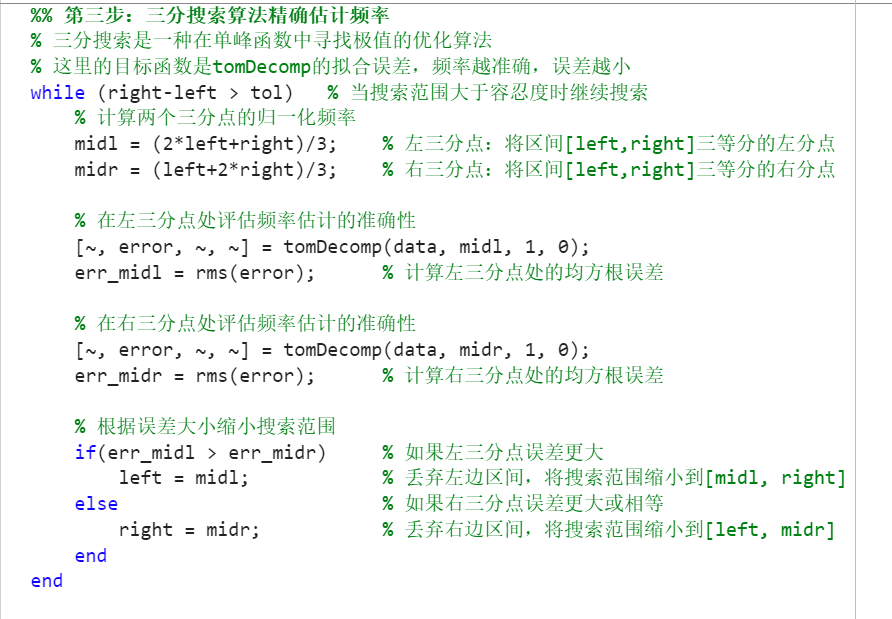 %% 第三步：三分搜索算法精确估计频率
% 三分搜索是一种在单峰函数中寻找极值的优化算法
% 这里的目标函数是tomDecomp的拟合误差，频率越准确，误差越小
while (right-left > tol)   % 当搜索范围大于容忍度时继续搜索
    % 计算两个三分点的归一化频率
    midl = (2*left+right)/3;    % 左三分点：将区间[left,right]三等分的左分点
    midr = (left+2*right)/3;    % 右三分点：将区间[left,right]三等分的右分点

    % 在左三分点处评估频率估计的准确性
    [~, error, ~, ~] = tomDecomp(data, midl, 1, 0);
    err_midl = rms(error);      % 计算左三分点处的均方根误差

    % 在右三分点处评估频率估计的准确性
    [~, error, ~, ~] = tomDecomp(data, midr, 1, 0);
    err_midr = rms(error);      % 计算右三分点处的均方根误差

    % 根据误差大小缩小搜索范围
    if(err_midl > err_midr)     % 如果左三分点误差更大
        left = midl;            % 丢弃左边区间，将搜索范围缩小到[midl, right]
    else                        % 如果右三分点误差更大或相等
        right = midr;           % 丢弃右边区间，将搜索范围缩小到[left, midr]
    end
end